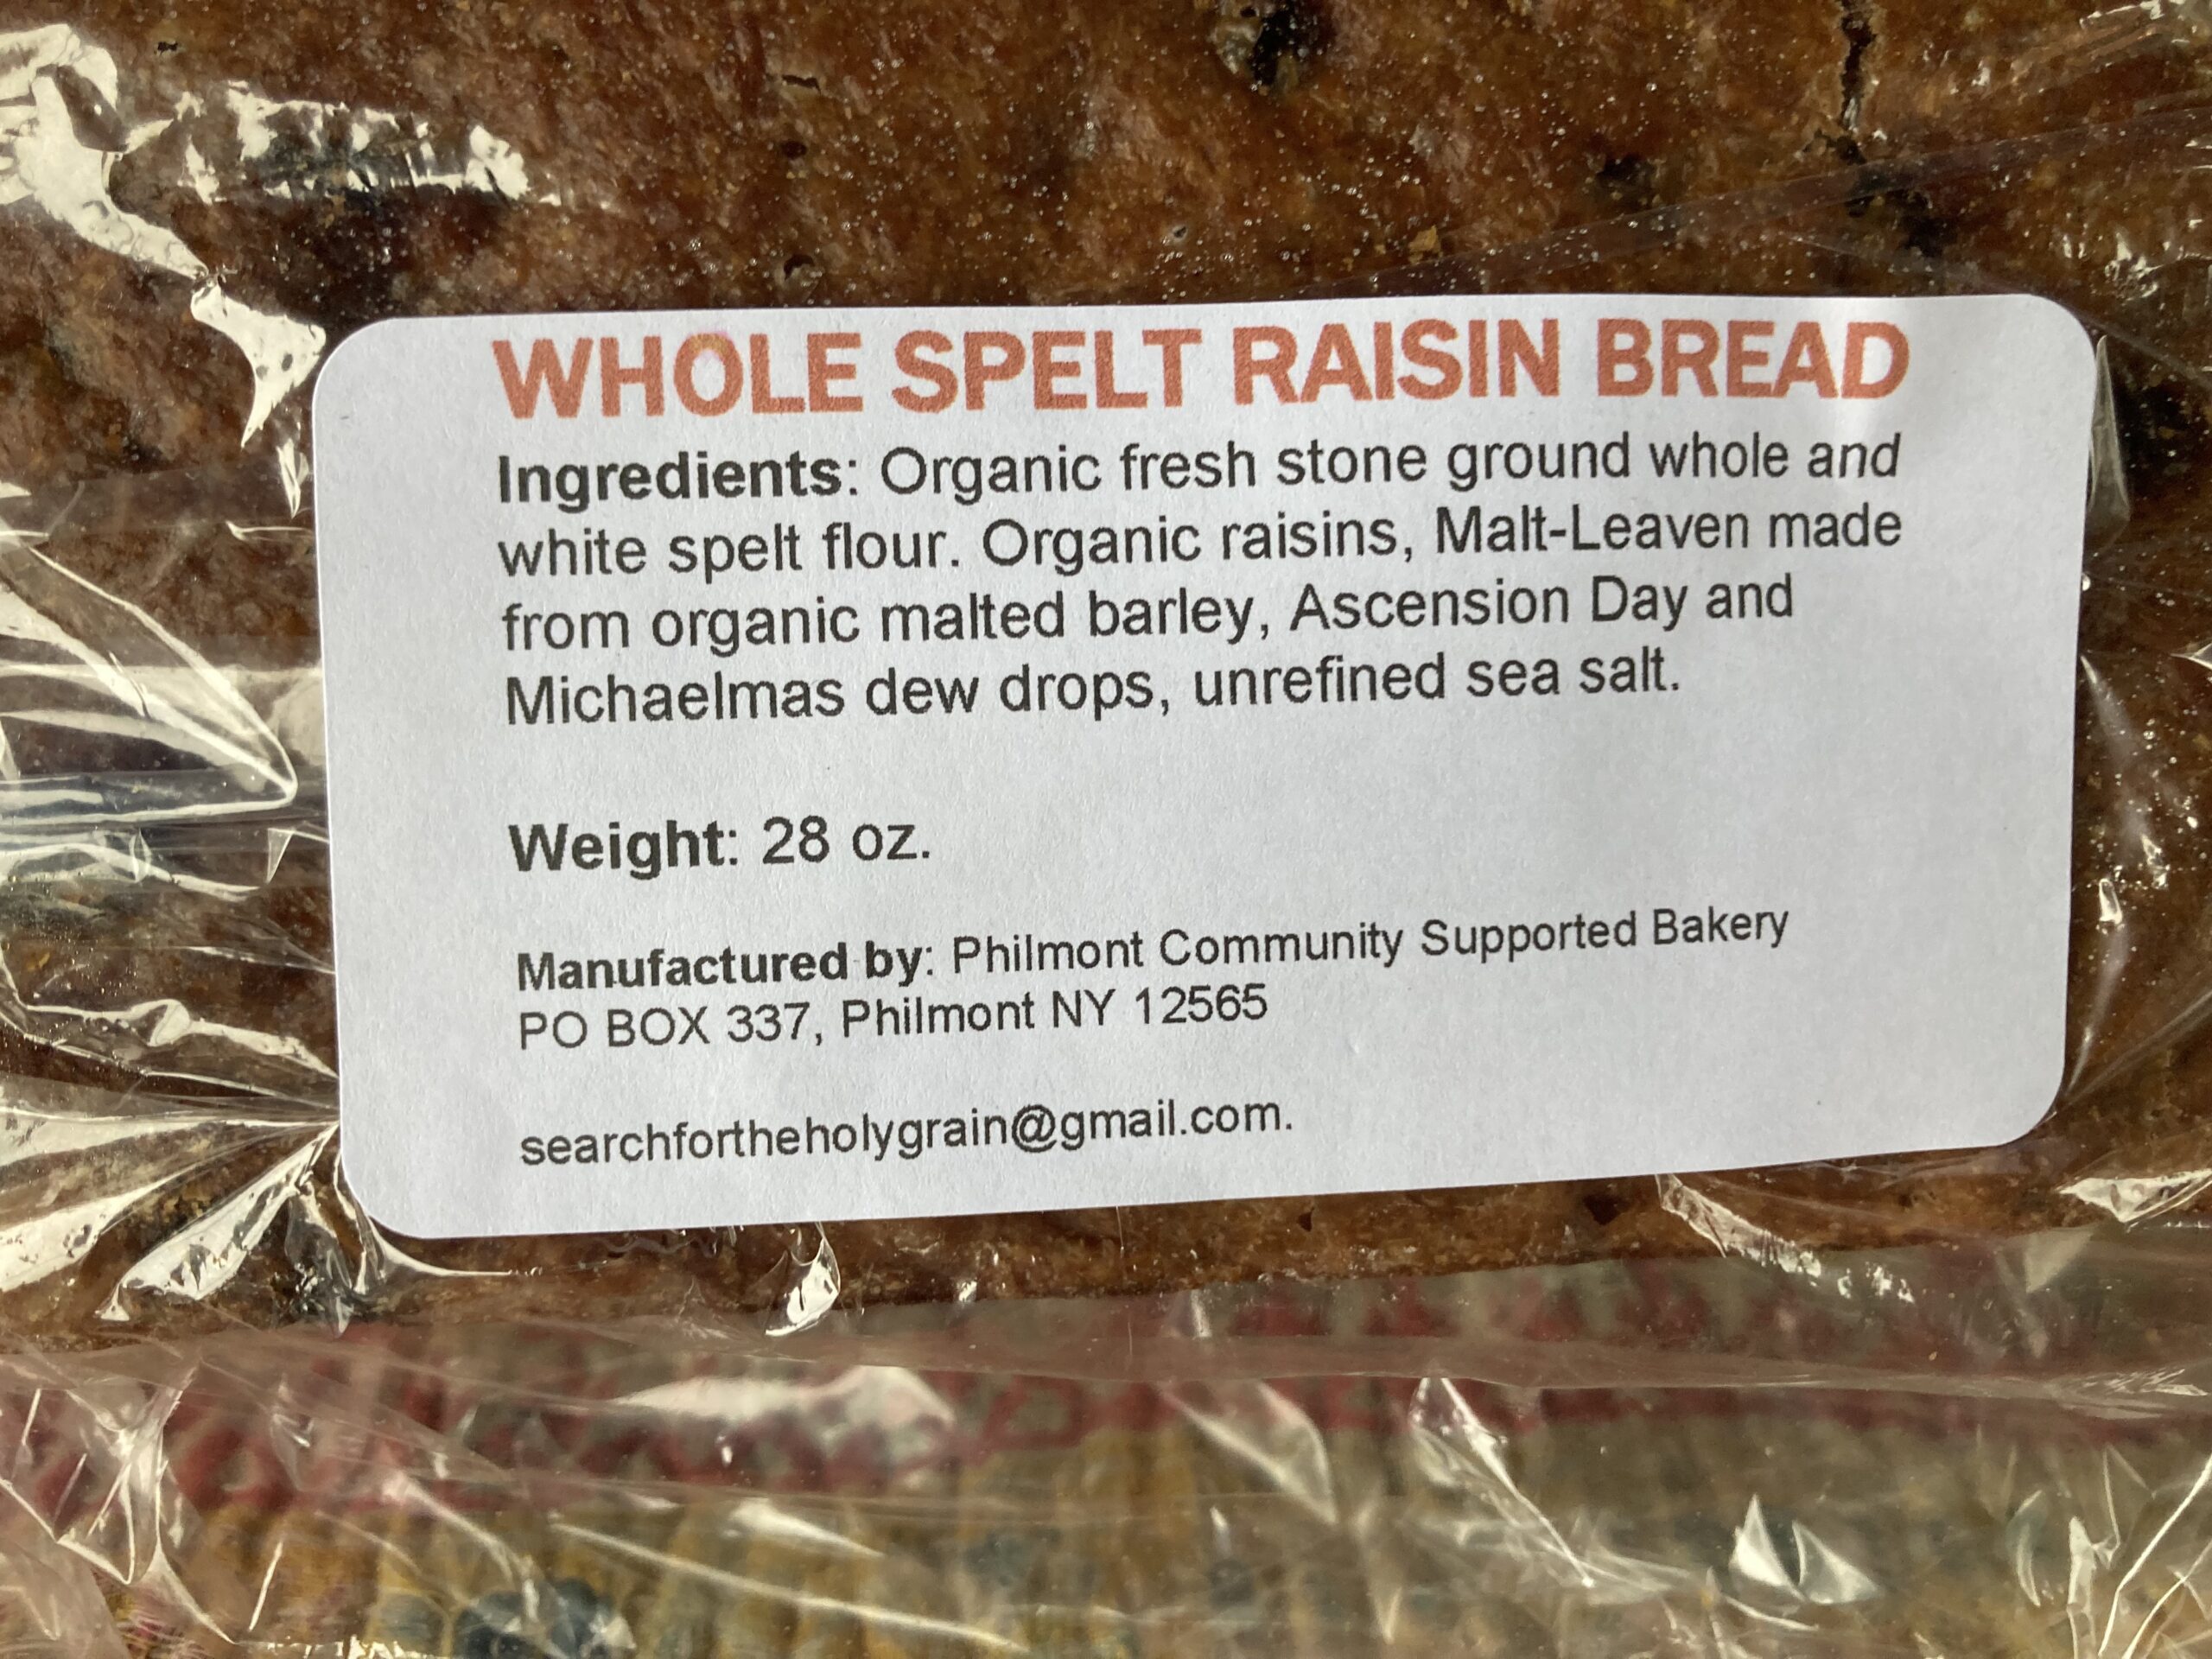 WHOLE SPELT RAISIN BREAD
Ingredients: Organic fresh stone ground whole and
white spelt flour. Organic raisins, Malt-Leaven made
from organic malted barley, Ascension Day and
Michaelmas dew drops, unrefined sea salt.
Weight: 28 oz.
Manufactured by: Philmont Community Supported Bakery
PO BOX 337, Philmont NY 12565
searchfortheholygrain@gmail.com.